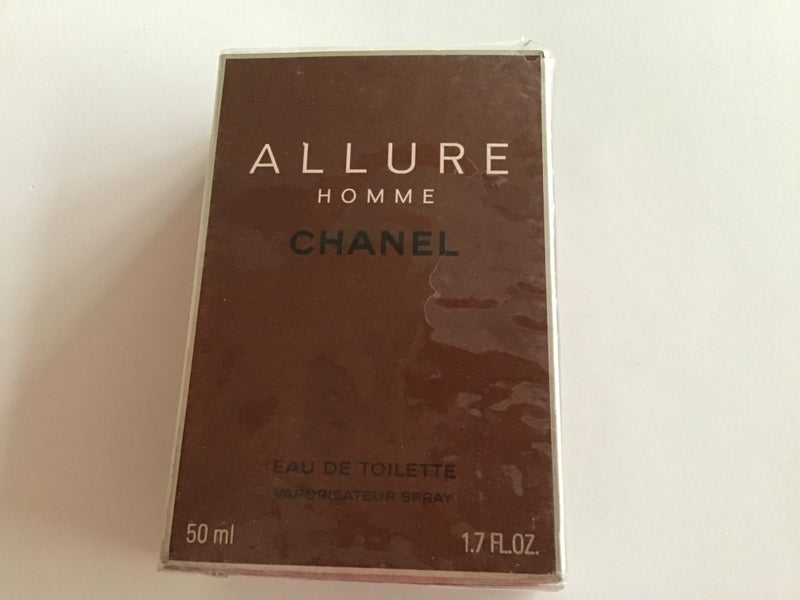 ALLURE
HOMME
CHANEL
EAU DE TOILETTE
VAPORISATEUR SPRAY
50 ml 1.7 FL.OZ.